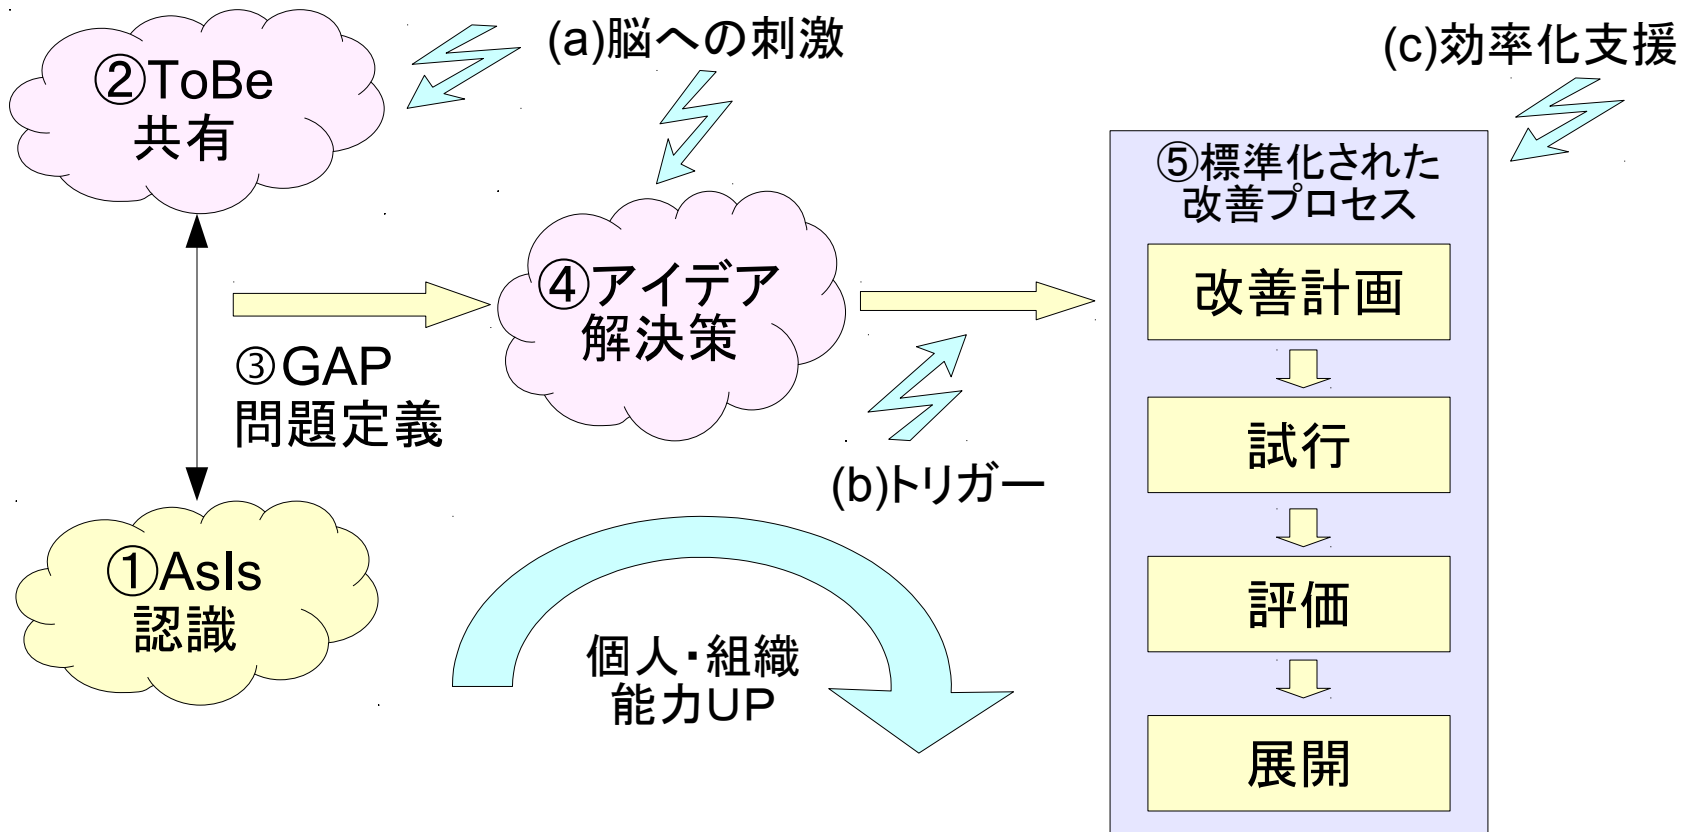 (a)脳への刺激
(c)効率化支援
②ToBe
共有
⑤標準化された
改善プロセス
④アイデア
解決策
改善計画
③GAP
問題定義
試行
(b)トリガー
①AsIs
認識
評価
個人・組織
能力UP
展開